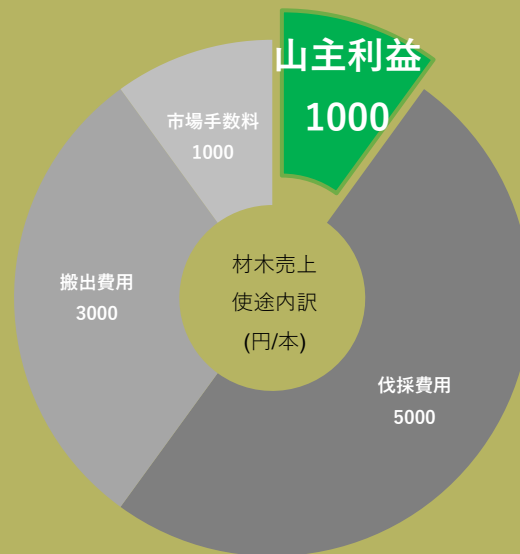 山主利益
1000
市場手数料
1000
搬出費用
3000
材木売上
使途内訳
(円/本)
伐採費用
5000